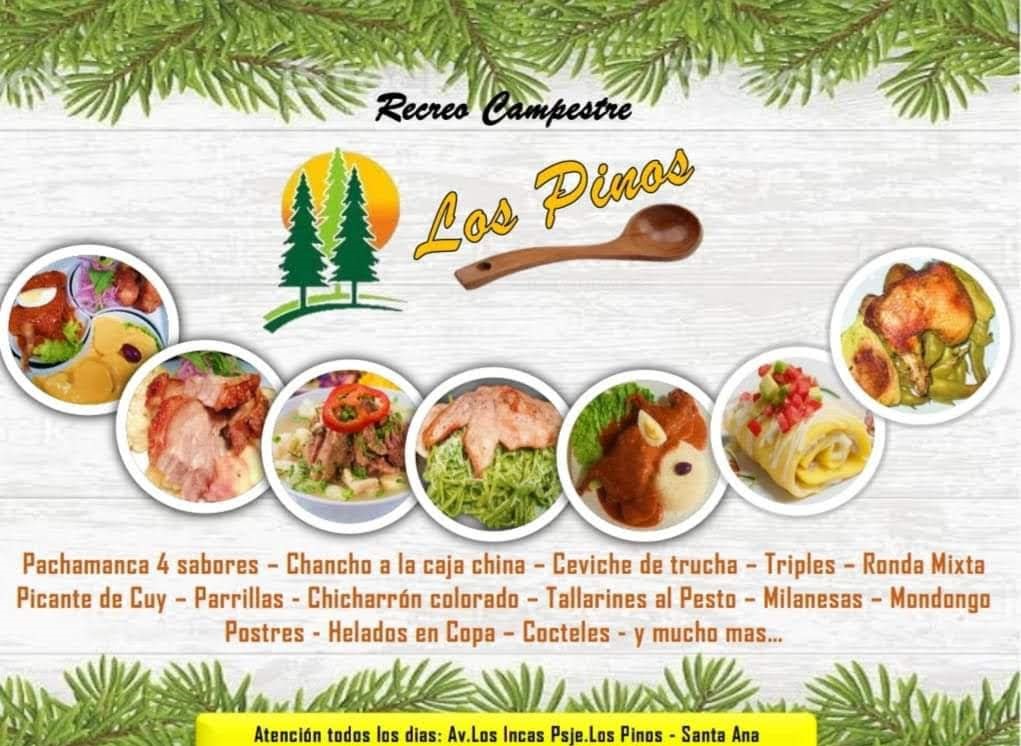 Recreo Campestre
Los Pinos
Pachamanca 4 sabores – Chancho a la caja china – Ceviche de trucha – Triples – Ronda Mixta
Picante de Cuy – Parrillas - Chicharrón colorado – Tallarines al Pesto – Milanesas – Mondongo
Postres - Helados en Copa – Cocteles - y mucho mas...
Atención todos los dias: Av.Los Incas Psje.Los Pinos - Santa Ana